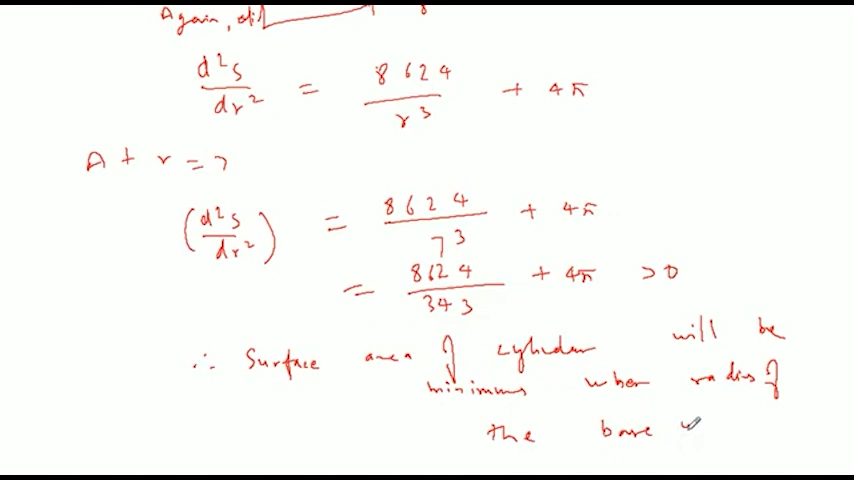 Again,
d²s/dr² = 8624/r³ + 4π
At r = 7
(d²s/dr²) = 8624/7³ + 4π
= 8624/343 + 4π > 0
∴ Surface area of cylinder will be
minimum when radius of
the base